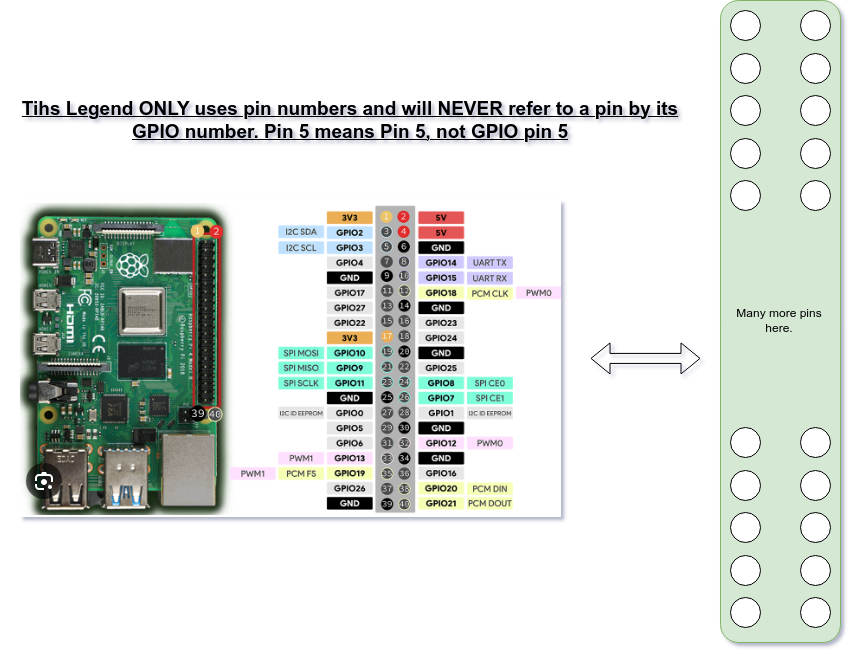 Tihs Legend ONLY uses pin numbers and will NEVER refer to a pin by its
GPIO number. Pin 5 means Pin 5, not GPIO pin 5
1 2
DISPLAY
HDMI
CAMERA
39 40
3V3 1 2 5V
I2C SDA GPIO2 3 4 5V
I2C SCL GPIO3 5 6 GND
GPIO4 7 8 GPIO14 UART TX
GND 9 10 GPIO15 UART RX
GPIO17 11 12 GPIO18 PCM CLK PWM0
GPIO27 13 14 GND
GPIO22 15 16 GPIO23
3V3 17 18 GPIO24
SPI MOSI GPIO10 19 20 GND
SPI MISO GPIO9 21 22 GPIO25
SPI SCLK GPIO11 23 24 GPIO8 SPI CE0
GND 25 26 GPIO7 SPI CE1
I2C ID EEPROM GPIO0 27 28 GPIO1 I2C ID EEPROM
GPIO5 29 30 GND
GPIO6 31 32 GPIO12 PWM0
PWM1 GPIO13 33 34 GND
PWM1 PCM FS GPIO19 35 36 GPIO16
GPIO26 37 38 GPIO20 PCM DIN
GND 39 40 GPIO21 PCM DOUT
Many more pins
here.